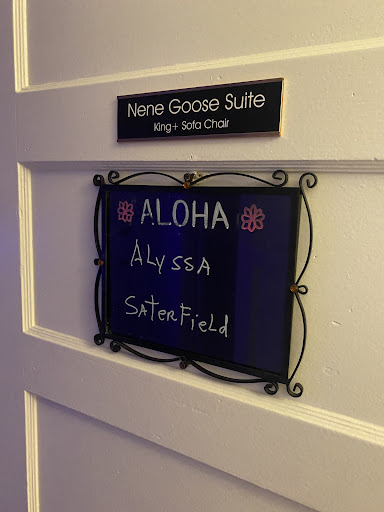 Nene Goose Suite
King+ Sofa Chair
ALOHA
ALySSA
SATERFIELd